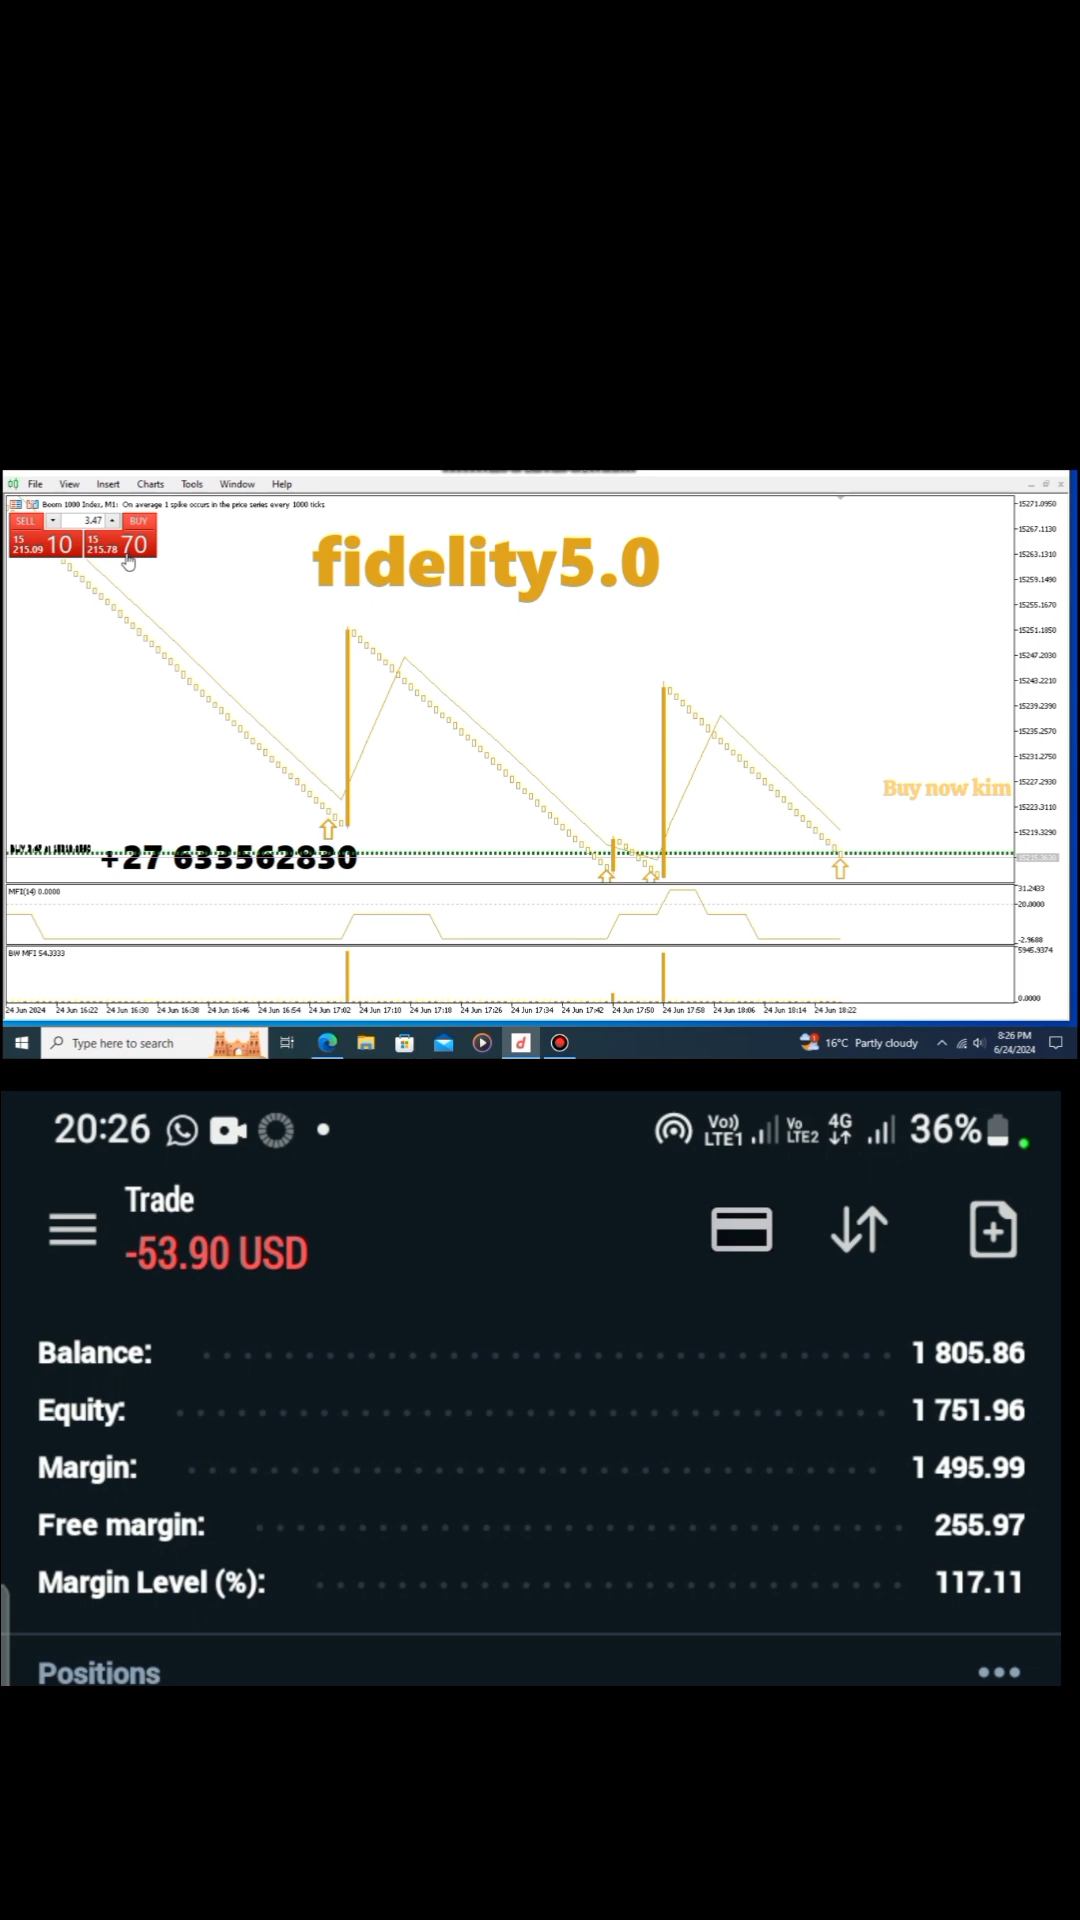 File View Insert Charts Tools Window Help
Boom 1000 Index, M1: On average 1 spike occurs in the price series every 1000 ticks
SELL 3.47 BUY
15 215.09 10 15 215.78 70
fidelity5.0
15271.0950
15267.1130
15263.1310
15259.1490
15255.1670
15251.1850
15247.2030
15243.2210
15239.2390
15235.2570
15231.2750
15227.2930
Buy now kim
15223.3110
15219.3290
+27 633562830
MFI(14) 0.0000
31.2433
20.0000
-2.9688
BW MFI 54.3333
5945.9374
0.0000
24 Jun 2024 24 Jun 16:22 24 Jun 16:30 24 Jun 16:38 24 Jun 16:46 24 Jun 16:54 24 Jun 17:02 24 Jun 17:10 24 Jun 17:18 24 Jun 17:26 24 Jun 17:34 24 Jun 17:42 24 Jun 17:50 24 Jun 17:58 24 Jun 18:06 24 Jun 18:14 24 Jun 18:22
Type here to search
16°C Partly cloudy
8:26 PM
6/24/2024
20:26 Vo)) LTE1 Vo LTE2 4G 36%
Trade
-53.90 USD
Balance: 1 805.86
Equity: 1 751.96
Margin: 1 495.99
Free margin: 255.97
Margin Level (%): 117.11
Positions